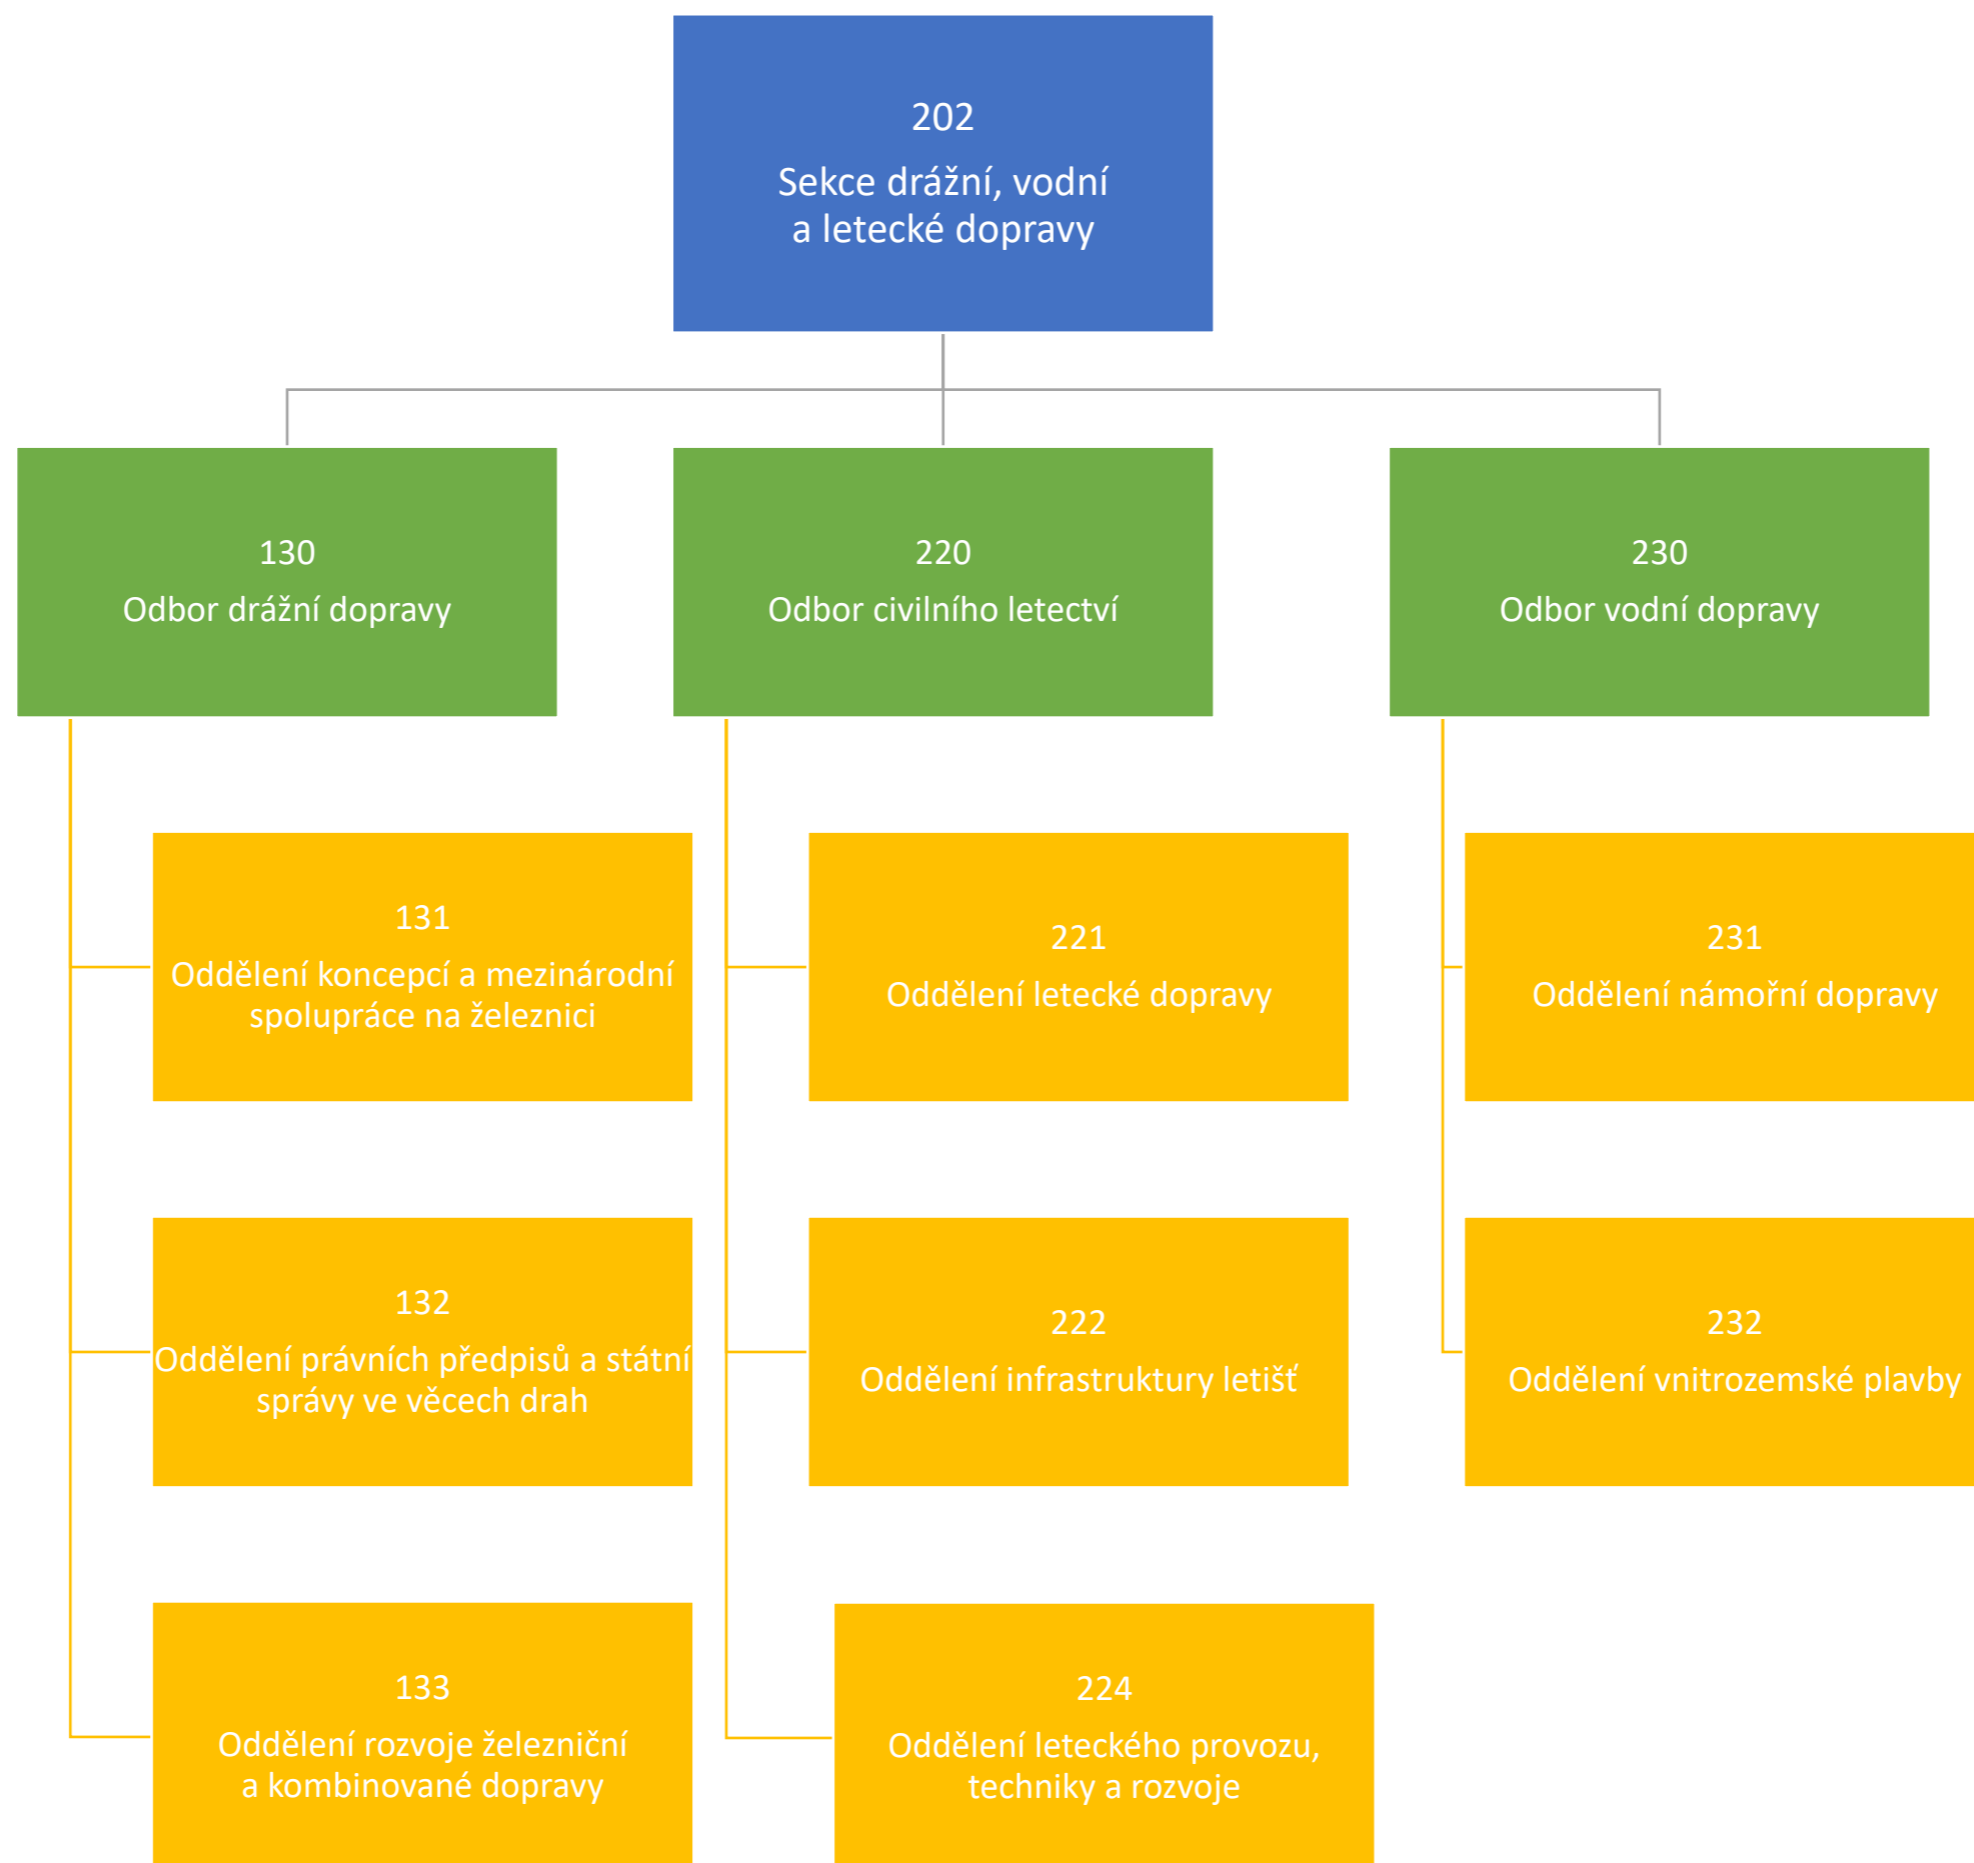 202
Sekce drážní, vodní
a letecké dopravy
130
Odbor drážní dopravy
220
Odbor civilního letectví
230
Odbor vodní dopravy
131
Oddělení koncepcí a mezinárodní
spolupráce na železnici
221
Oddělení letecké dopravy
231
Oddělení námořní dopravy
132
Oddělení právních předpisů a státní
správy ve věcech drah
222
Oddělení infrastruktury letišť
232
Oddělení vnitrozemské plavby
133
Oddělení rozvoje železniční
a kombinované dopravy
224
Oddělení leteckého provozu,
techniky a rozvoje